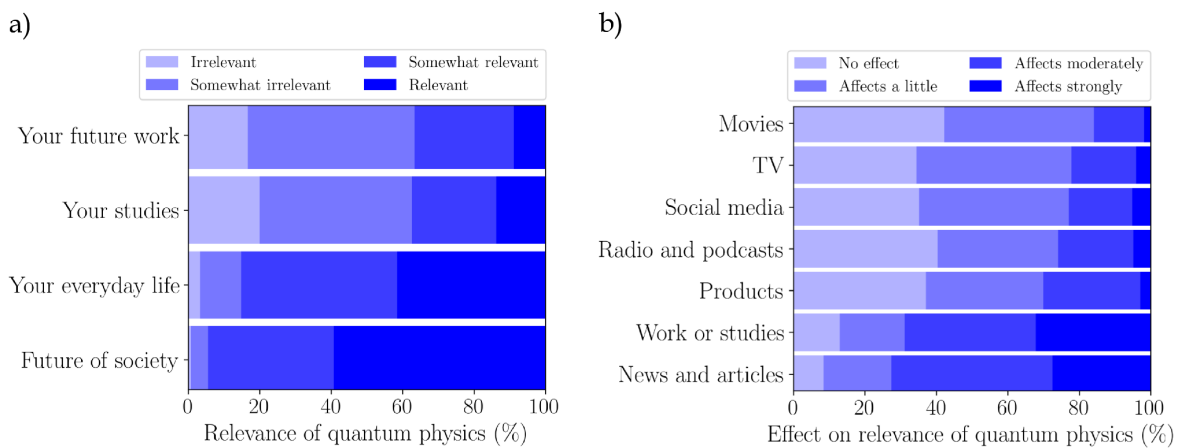 a)
Irrelevant
Somewhat irrelevant
Somewhat relevant
Relevant
Your future work
Your studies
Your everyday life
Future of society
0 20 40 60 80 100
Relevance of quantum physics (%)
b)
No effect
Affects a little
Affects moderately
Affects strongly
Movies
TV
Social media
Radio and podcasts
Products
Work or studies
News and articles
0 20 40 60 80 100
Effect on relevance of quantum physics (%)